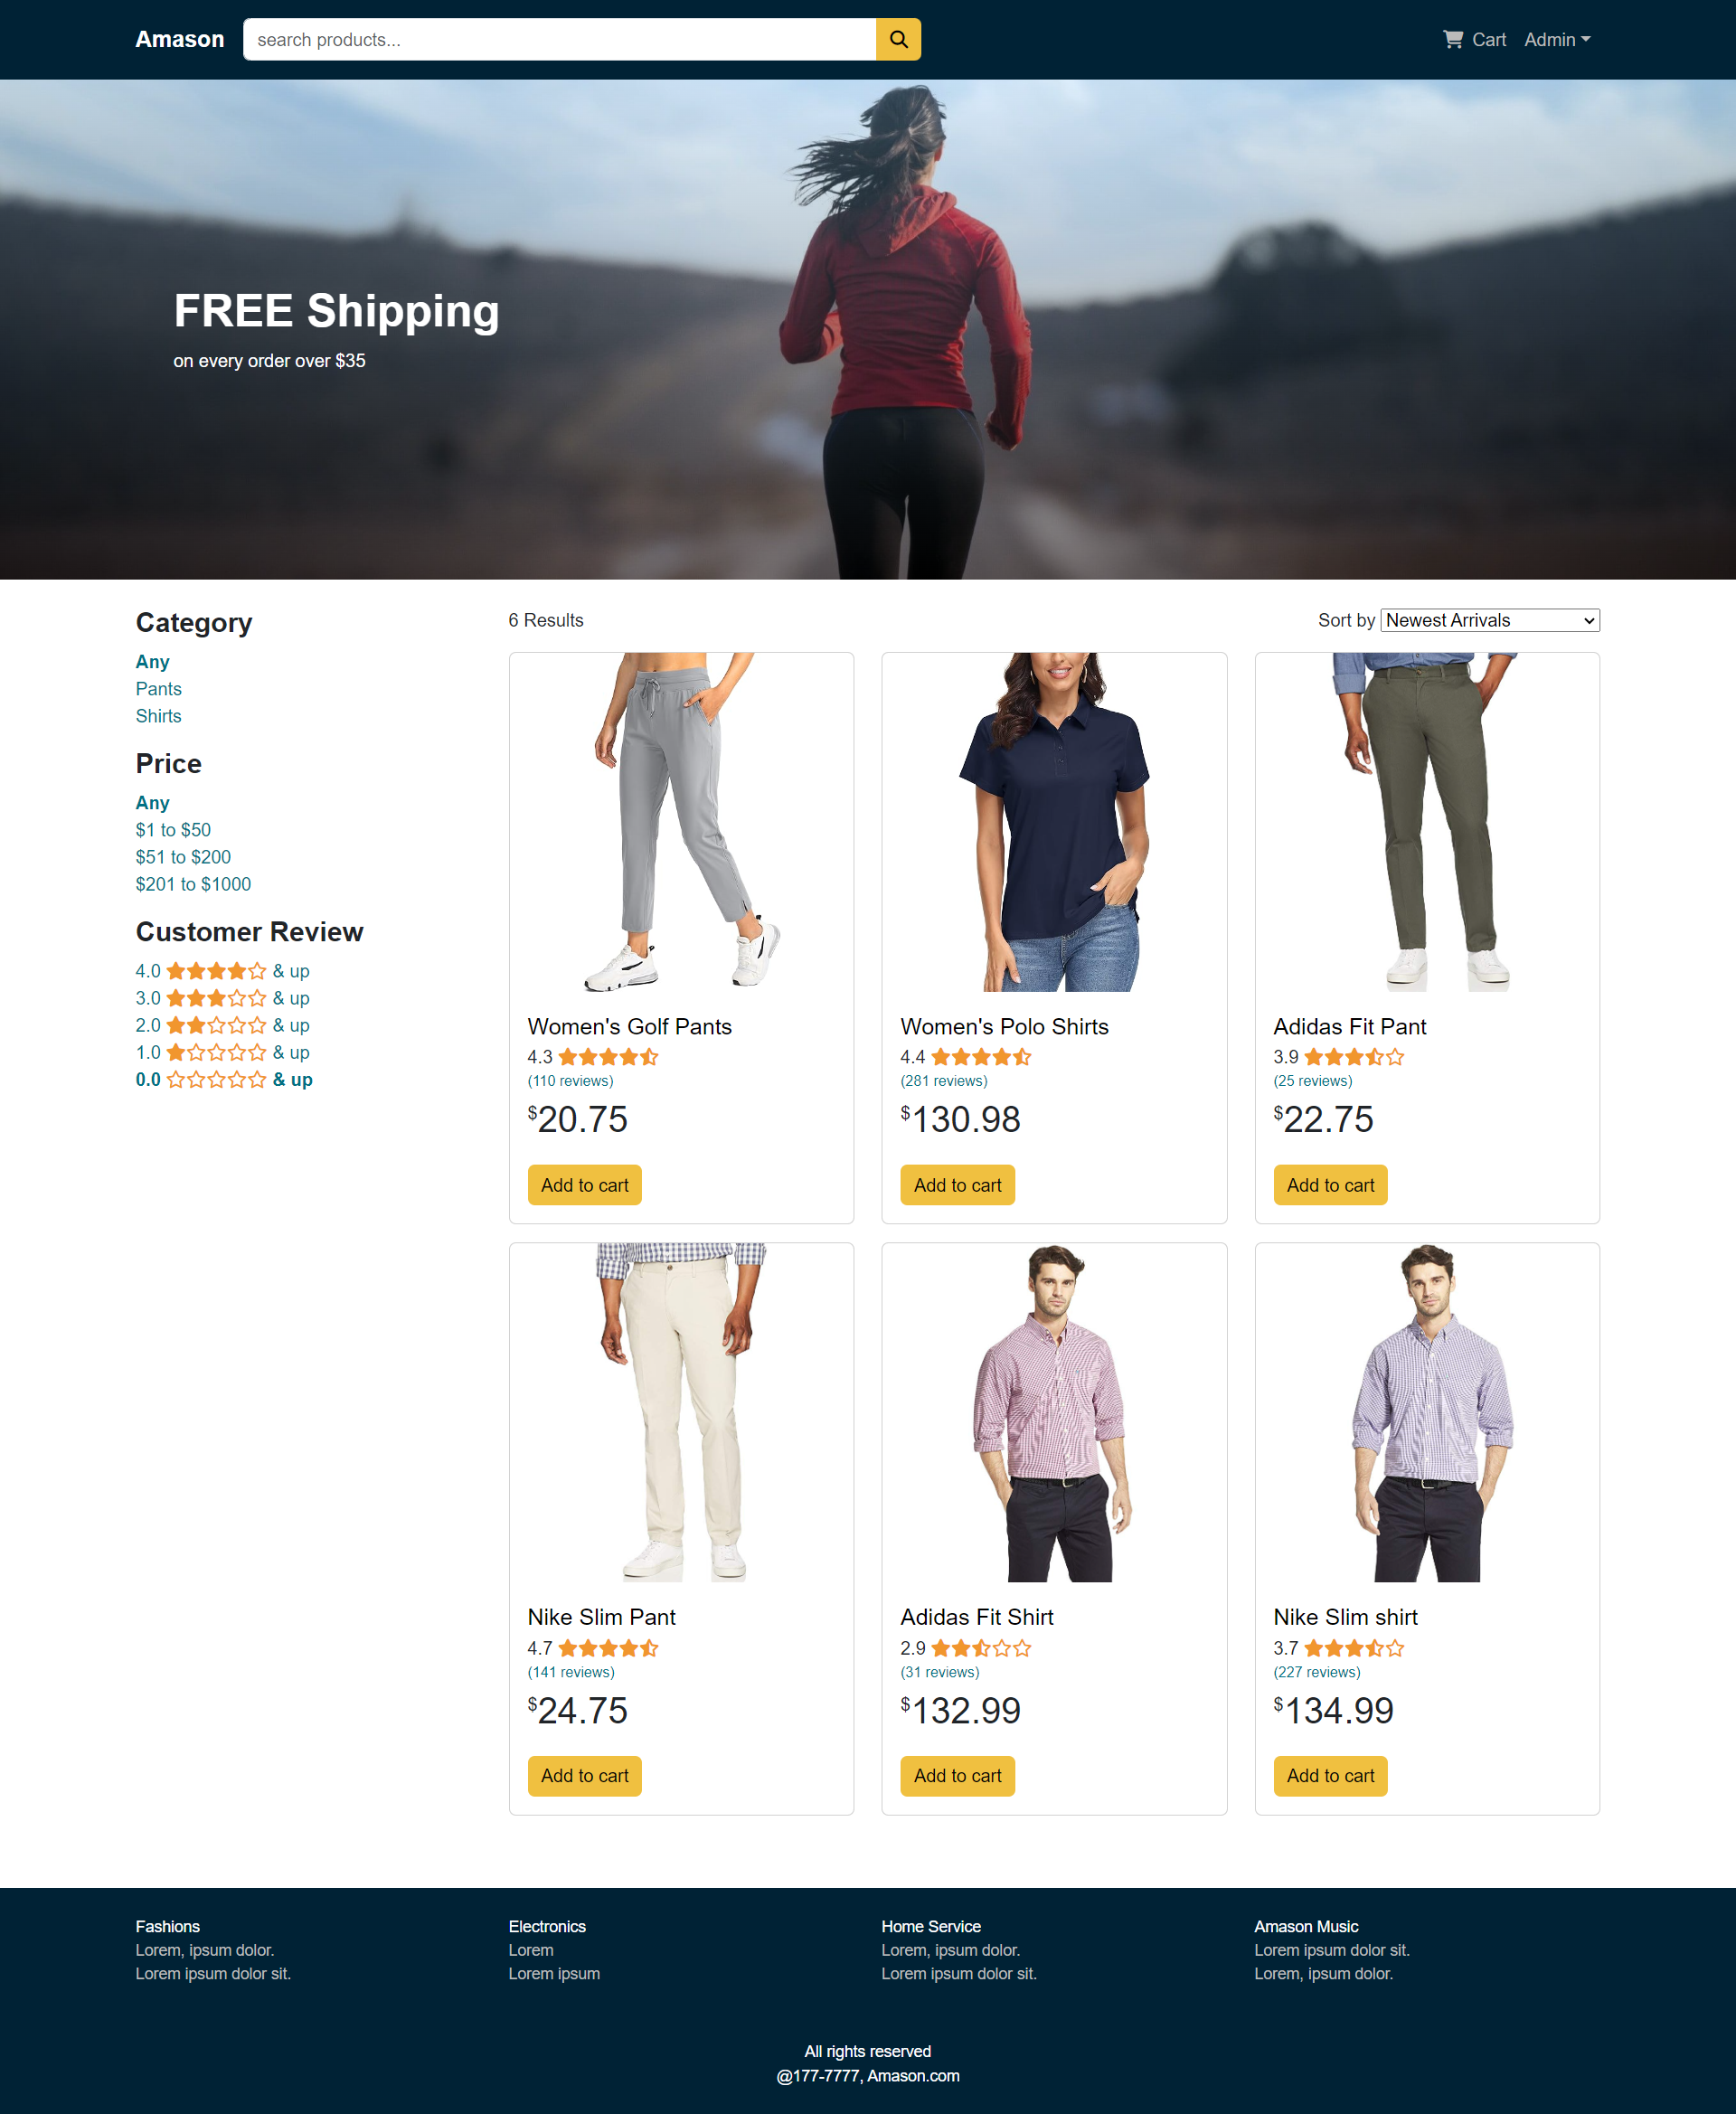 Amason
search products...
Cart
Admin
FREE Shipping
on every order over $35
Category
Any
Pants
Shirts
Price
Any
$1 to $50
$51 to $200
$201 to $1000
Customer Review
4.0 & up
3.0 & up
2.0 & up
1.0 & up
0.0 & up
6 Results
Sort by Newest Arrivals
Women's Golf Pants
4.3
(110 reviews)
$20.75
Add to cart
Women's Polo Shirts
4.4
(281 reviews)
$130.98
Add to cart
Adidas Fit Pant
3.9
(25 reviews)
$22.75
Add to cart
Nike Slim Pant
4.7
(141 reviews)
$24.75
Add to cart
Adidas Fit Shirt
2.9
(31 reviews)
$132.99
Add to cart
Nike Slim shirt
3.7
(227 reviews)
$134.99
Add to cart
Fashions
Lorem, ipsum dolor.
Lorem ipsum dolor sit.
Electronics
Lorem
Lorem ipsum
Home Service
Lorem, ipsum dolor.
Lorem ipsum dolor sit.
Amason Music
Lorem ipsum dolor sit.
Lorem, ipsum dolor.
All rights reserved
@177-7777, Amason.com